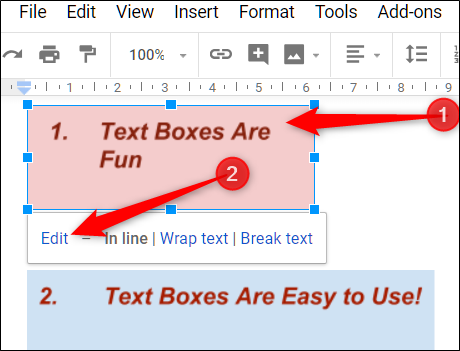 File Edit View Insert Format Tools Add-ons
100%
1 2 3 4 5 6 7 8 9
1
1. Text Boxes Are
Fun
2
Edit – In line | Wrap text | Break text
2. Text Boxes Are Easy to Use!